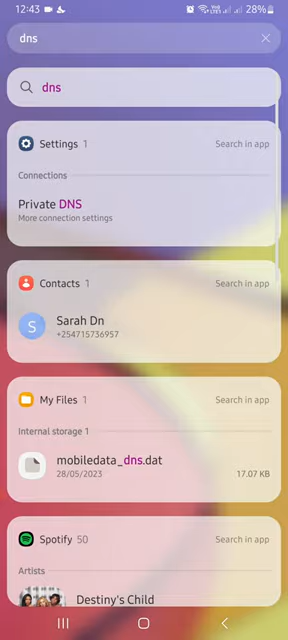 12:43
28%
dns
dns
Settings 1 Search in app
Connections
Private DNS
More connection settings
Contacts 1 Search in app
S
Sarah Dn
+254715736957
My Files 1 Search in app
Internal storage 1
mobiledata_dns.dat
28/05/2023 17.07 KB
Spotify 50 Search in app
Artists
Destiny's Child